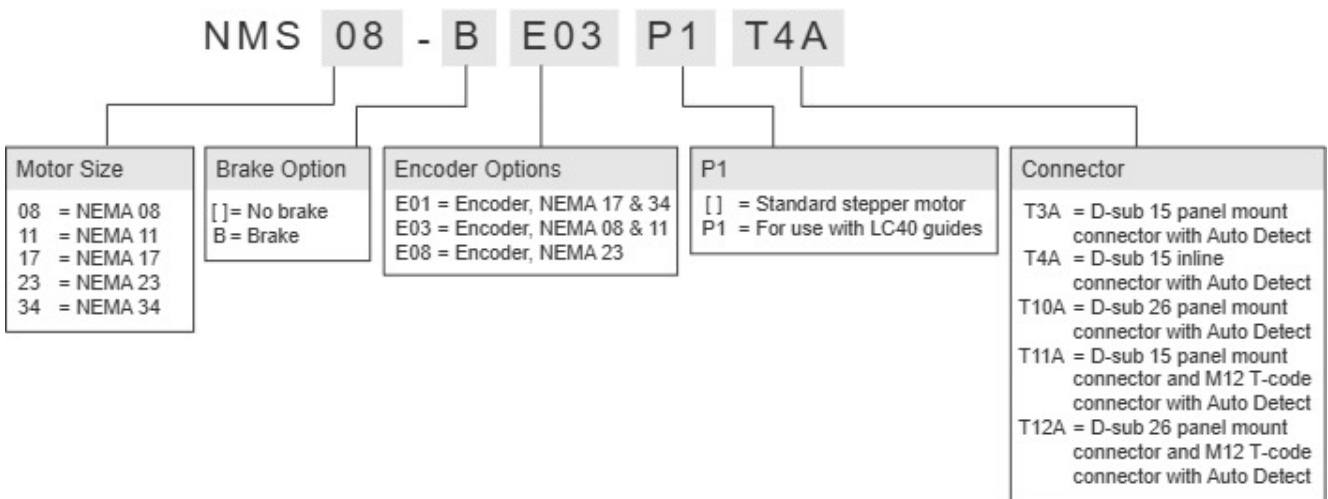 NMS 08 - B E03 P1 T4A
Motor Size
08 = NEMA 08
11 = NEMA 11
17 = NEMA 17
23 = NEMA 23
34 = NEMA 34
Brake Option
[ ]= No brake
B = Brake
Encoder Options
E01 = Encoder, NEMA 17 & 34
E03 = Encoder, NEMA 08 & 11
E08 = Encoder, NEMA 23
P1
[ ] = Standard stepper motor
P1 = For use with LC40 guides
Connector
T3A = D-sub 15 panel mount
connector with Auto Detect
T4A = D-sub 15 inline
connector with Auto Detect
T10A = D-sub 26 panel mount
connector with Auto Detect
T11A = D-sub 15 panel mount
connector and M12 T-code
connector with Auto Detect
T12A = D-sub 26 panel mount
connector and M12 T-code
connector with Auto Detect